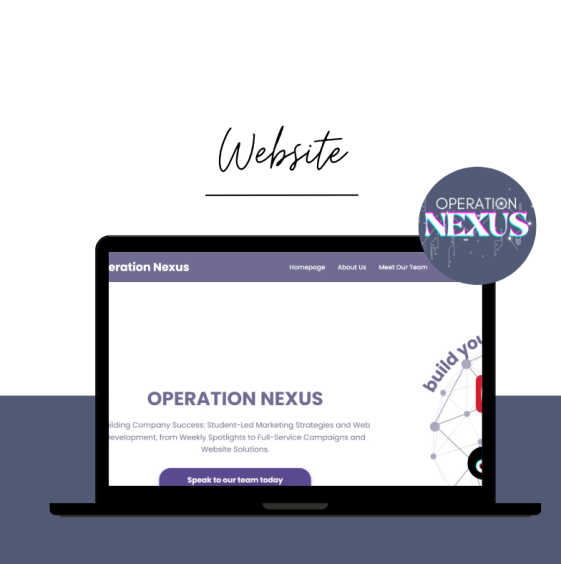 Website
OPERATION
NEXUS
eration Nexus
Homepage About Us Meet Our Team
build you
OPERATION NEXUS
ilding Company Success: Student-Led Marketing Strategies and Web
evelopment, from Weekly Spotlights to Full-Service Campaigns and
Website Solutions.
Speak to our team today